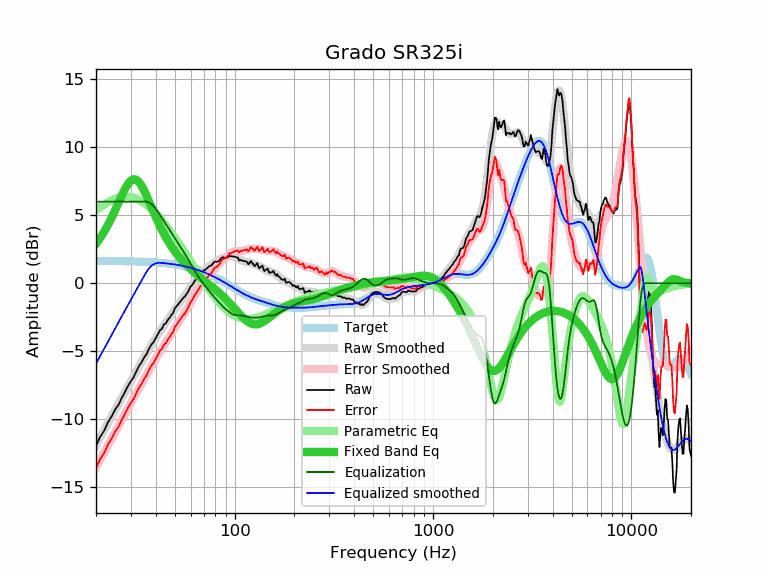 Grado SR325i
15
10
5
0
−5
−10
−15
Amplitude (dBr)
Target
Raw Smoothed
Error Smoothed
Raw
Error
Parametric Eq
Fixed Band Eq
Equalization
Equalized smoothed
100
1000
10000
Frequency (Hz)